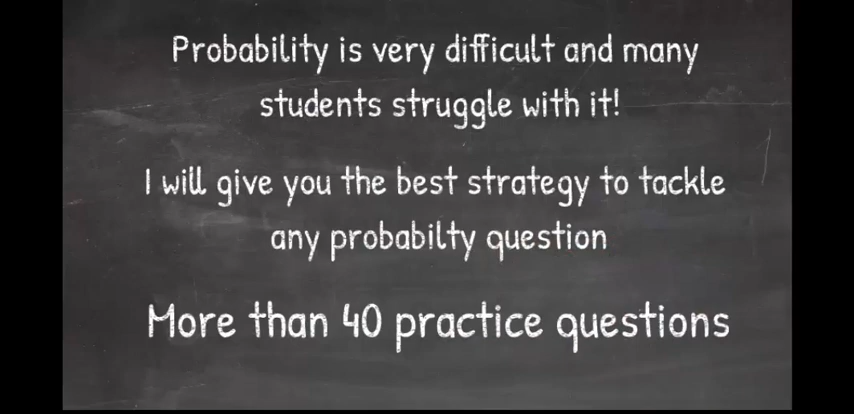 Probability is very difficult and many
students struggle with it!
I will give you the best strategy to tackle
any probabilty question
More than 40 practice questions